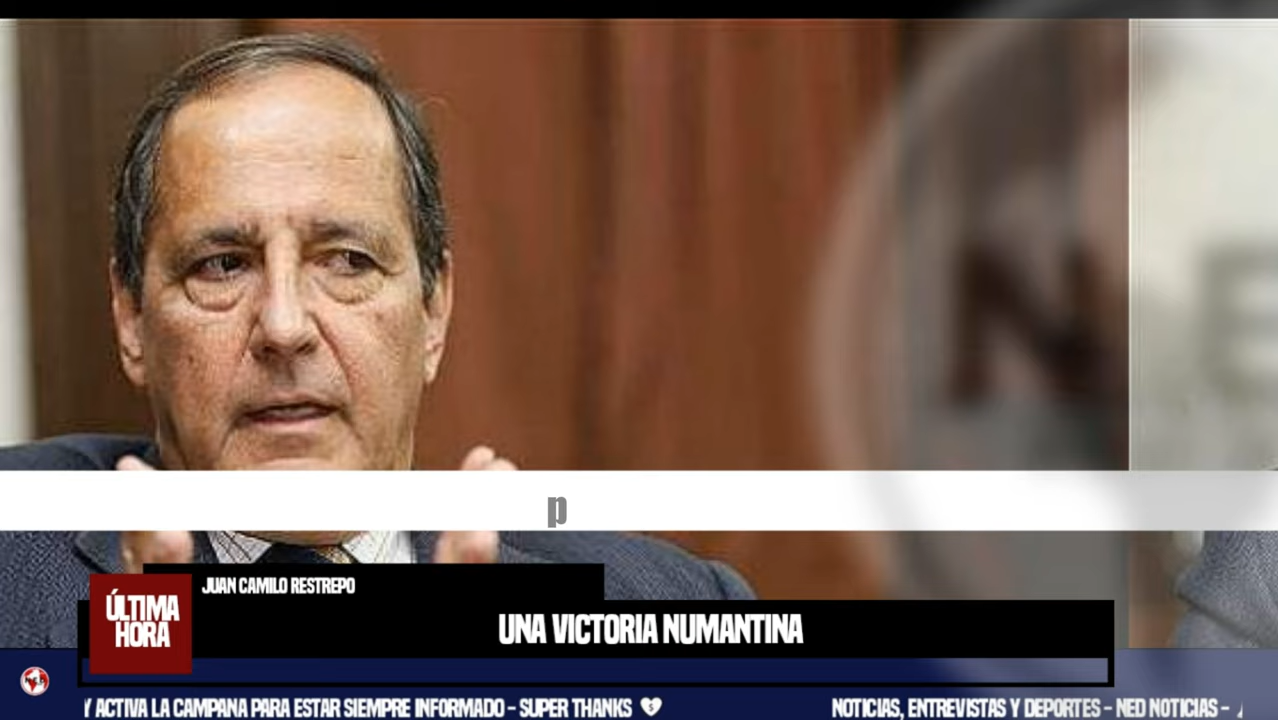 N E
p
JUAN CAMILO RESTREPO
ÚLTIMA
HORA
UNA VICTORIA NUMANTINA
Y ACTIVA LA CAMPANA PARA ESTAR SIEMPRE INFORMADO - SUPER THANKS
NOTICIAS, ENTREVISTAS Y DEPORTES - NED NOTICIAS -